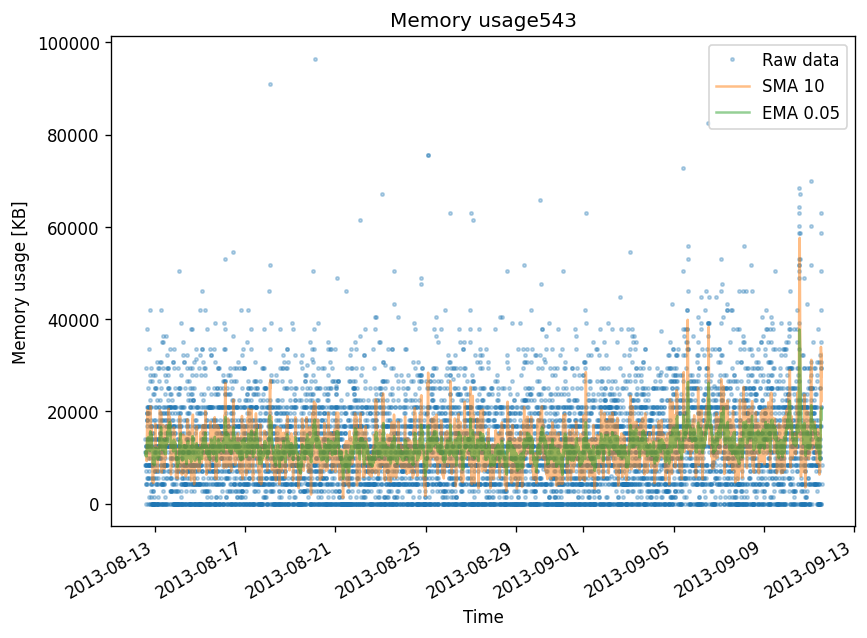 Memory usage543
100000
80000
60000
40000
20000
0
Memory usage [KB]
Raw data
SMA 10
EMA 0.05
2013-08-13
2013-08-17
2013-08-21
2013-08-25
2013-08-29
2013-09-01
2013-09-05
2013-09-09
2013-09-13
Time